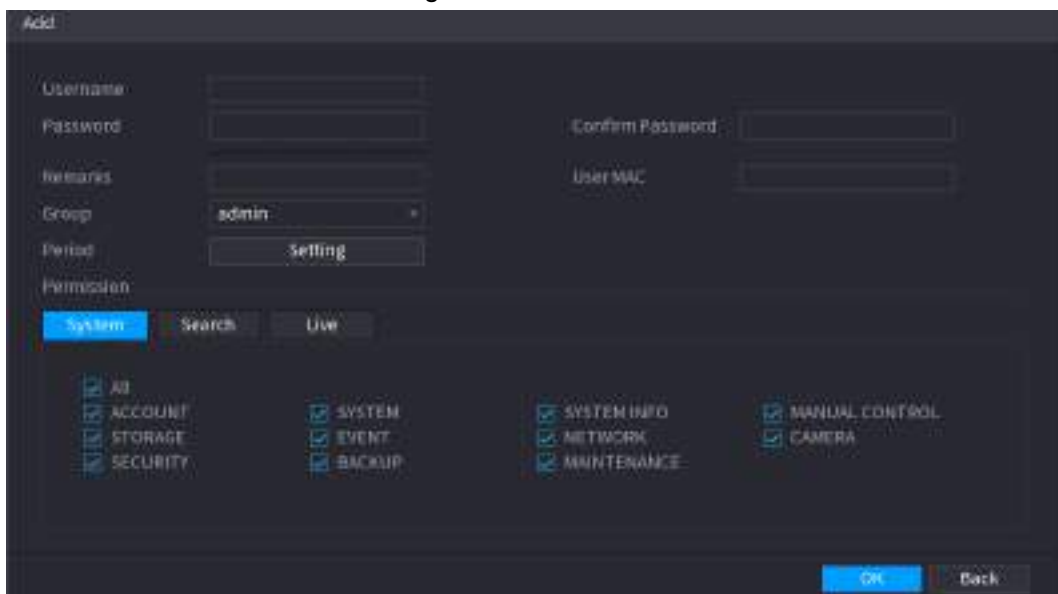 Add
Username
Password Confirm Password
Remarks User MAC
Group admin
Period Setting
Permission
System Search Live
All
ACCOUNT SYSTEM SYSTEM INFO MANUAL CONTROL
STORAGE EVENT NETWORK CAMERA
SECURITY BACKUP MAINTENANCE
OK Back